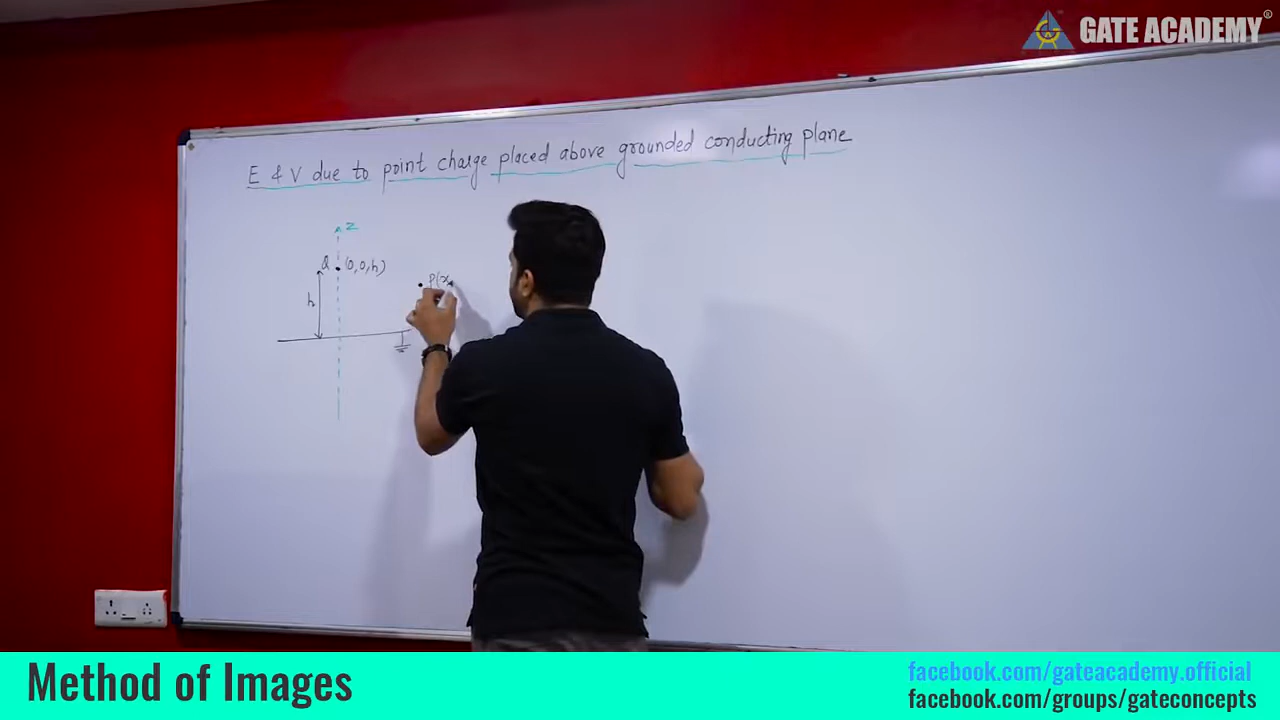 GATE ACADEMY®
E & V due to point charge placed above grounded conducting plane
z
Q (0,0,h)
P(x,
h
Method of Images
facebook.com/gateacademy.official
facebook.com/groups/gateconcepts